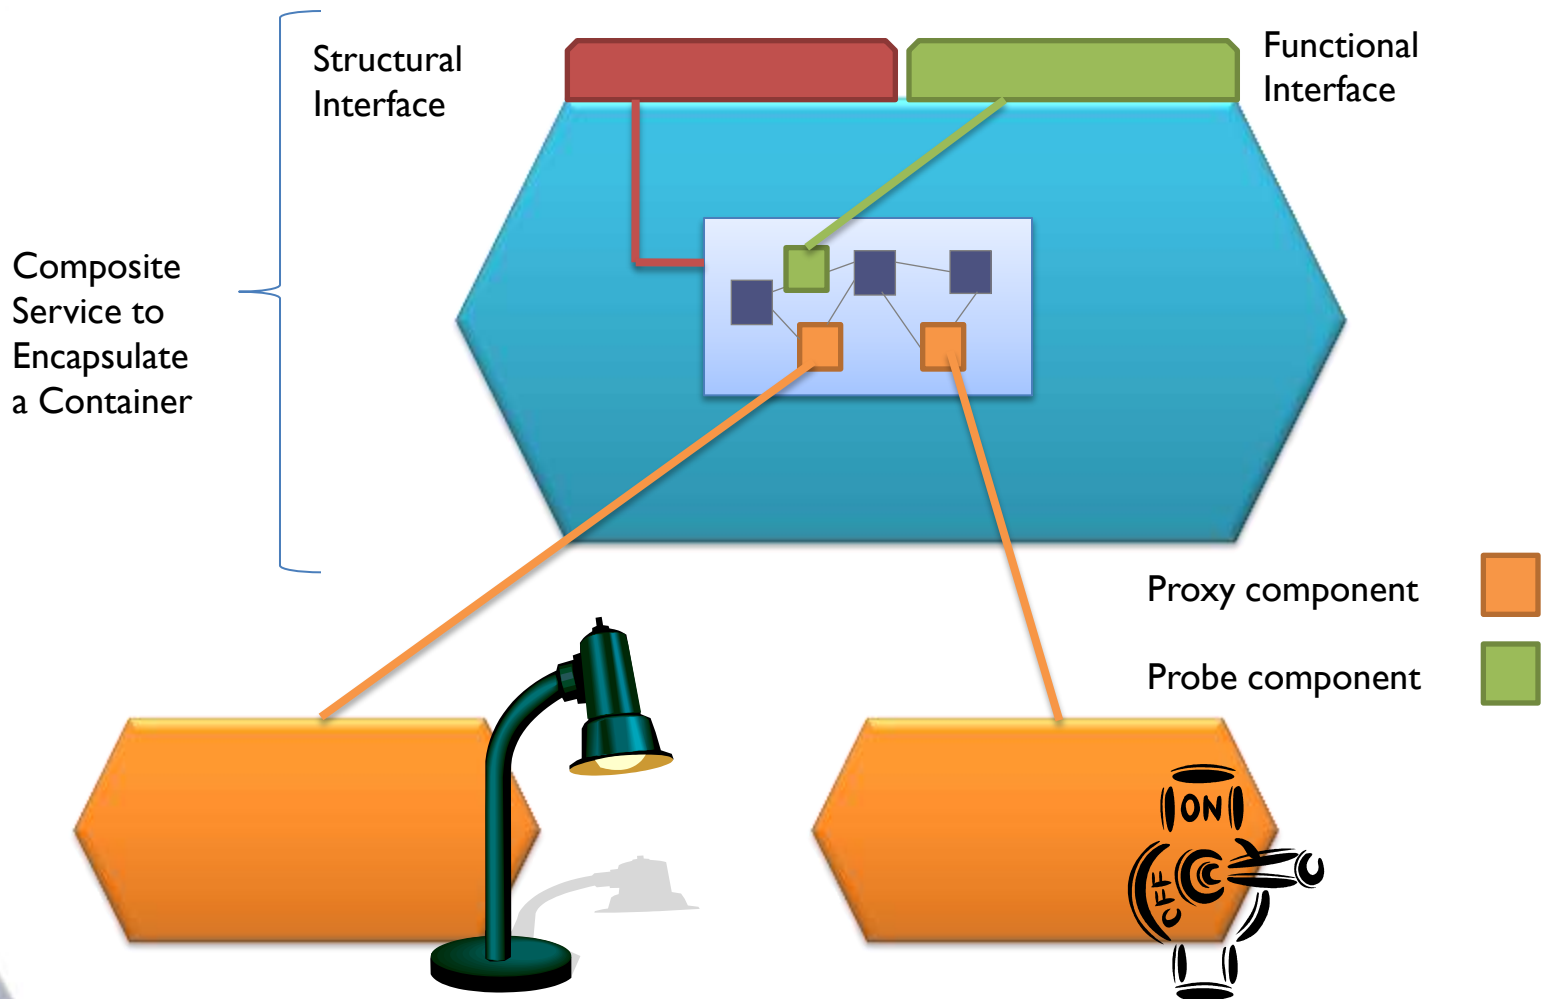 Structural
Interface
Functional
Interface
Composite
Service to
Encapsulate
a Container
Proxy component
Probe component
ON
OFF